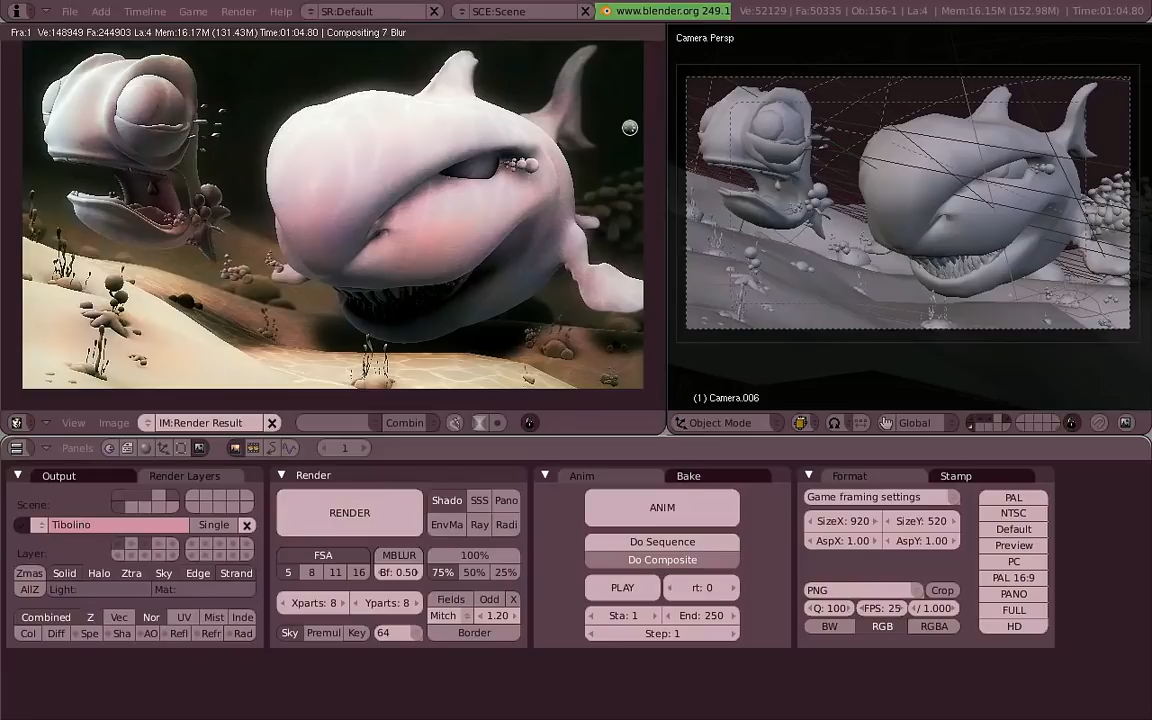 File Add Timeline Game Render Help SR:Default SCE:Scene www.blender.org 249.1 Ve:52129 Fa:50335 Ob:156-1 La:4 Mem:16.15M (152.98M) Time:01:04.80
Fra:1 Ve:148949 Fa:244903 La:4 Mem:16.17M (131.43M) Time:01:04.80 | Compositing 7 Blur
Camera Persp
(1) Camera.006
View Image IM:Render Result Combin
Object Mode Global
Panels 1
Output Render Layers
Scene:
Tibolino Single
Layer:
Zmas Solid Halo Ztra Sky Edge Strand
AllZ Light: Mat:
Combined Z Vec Nor UV Mist Inde
Col Diff Spe Sha AO Refl Refr Rad
Render
RENDER
Shado SSS Pano
EnvMa Ray Radi
FSA MBLUR 100%
5 8 11 16 Bf: 0.50 75% 50% 25%
Xparts: 8 Yparts: 8 Fields Odd X
Mitch 1.20
Sky Premul Key 64 Border
Anim Bake
ANIM
Do Sequence
Do Composite
PLAY rt: 0
Sta: 1 End: 250
Step: 1
Format Stamp
Game framing settings
SizeX: 920 SizeY: 520
AspX: 1.00 AspY: 1.00
PNG Crop
Q: 100 FPS: 25 / 1.000
BW RGB RGBA
PAL
NTSC
Default
Preview
PC
PAL 16:9
PANO
FULL
HD